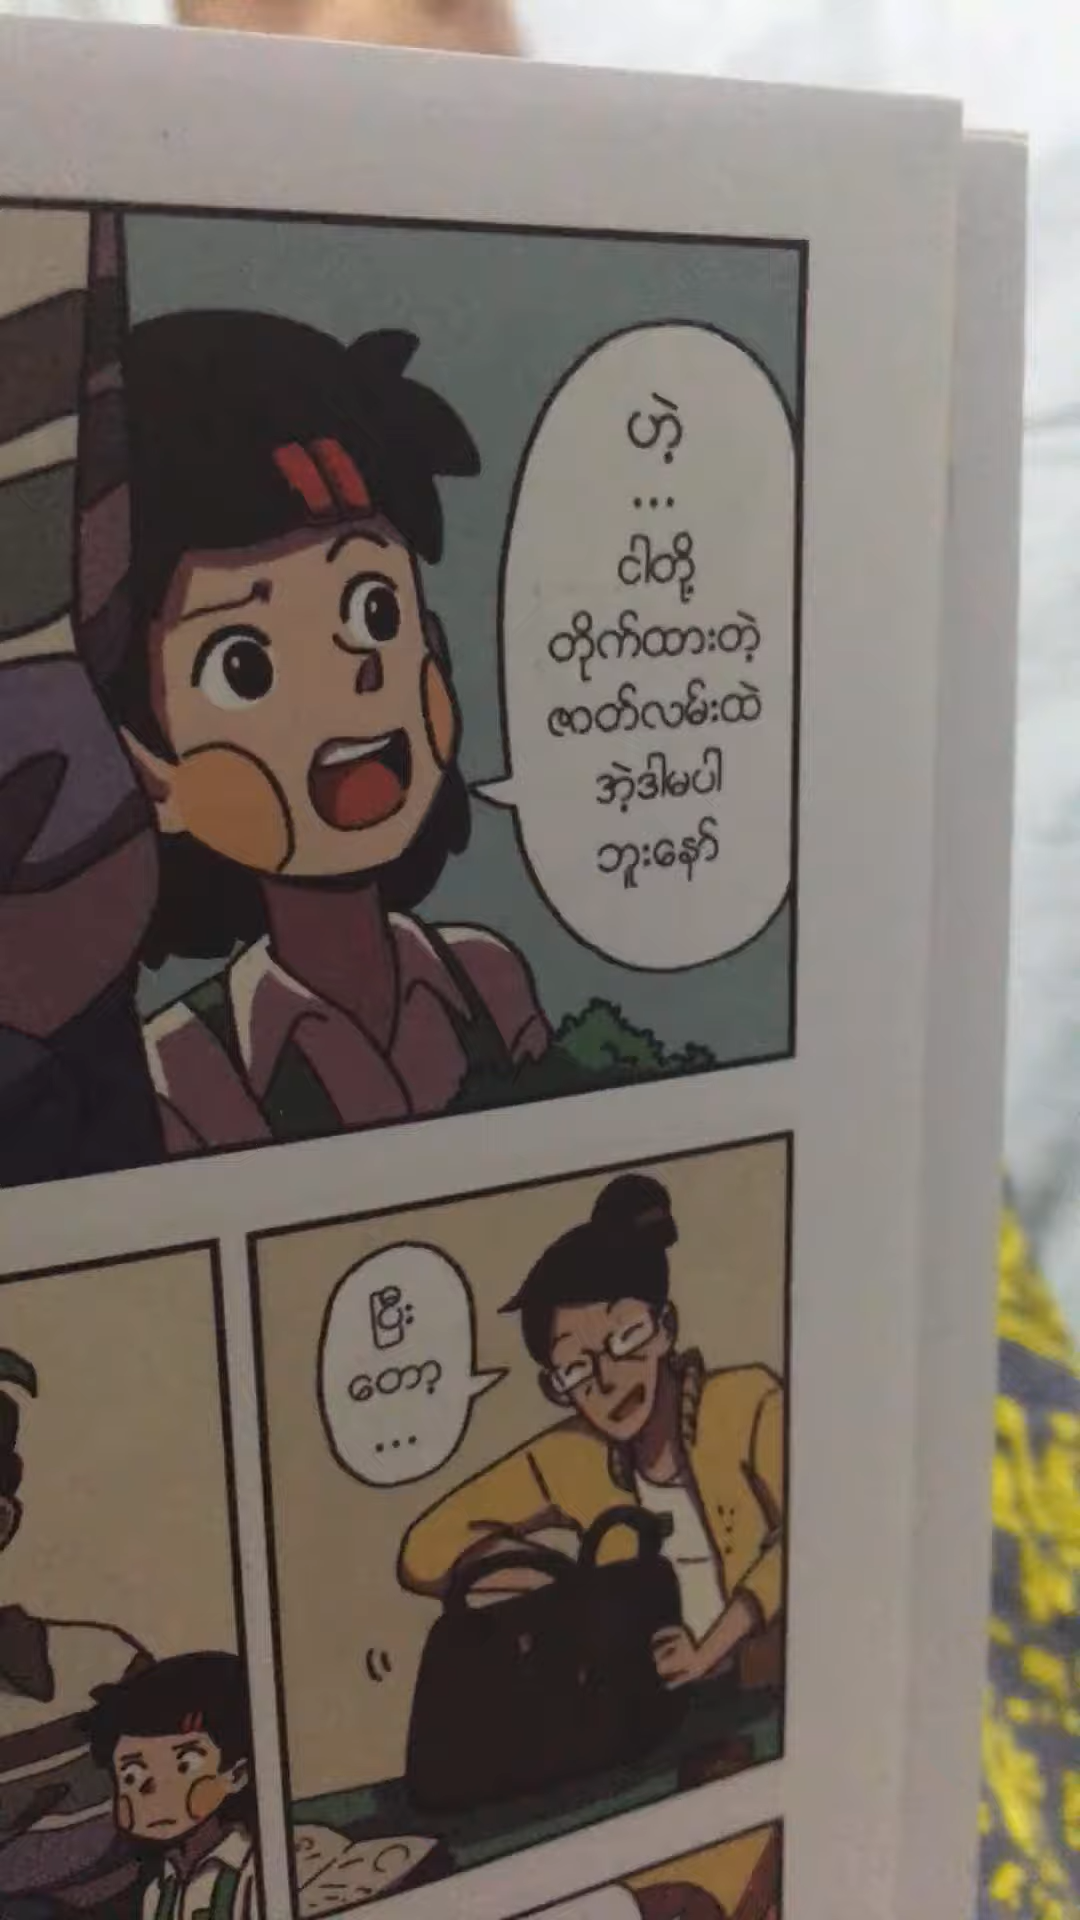 ဟဲ့
...
ငါတို့
တိုက်ထားတဲ့
ဇာတ်လမ်းထဲ
အဲ့ဒါမပါ
ဘူးနော်
ပြီး
တော့
...